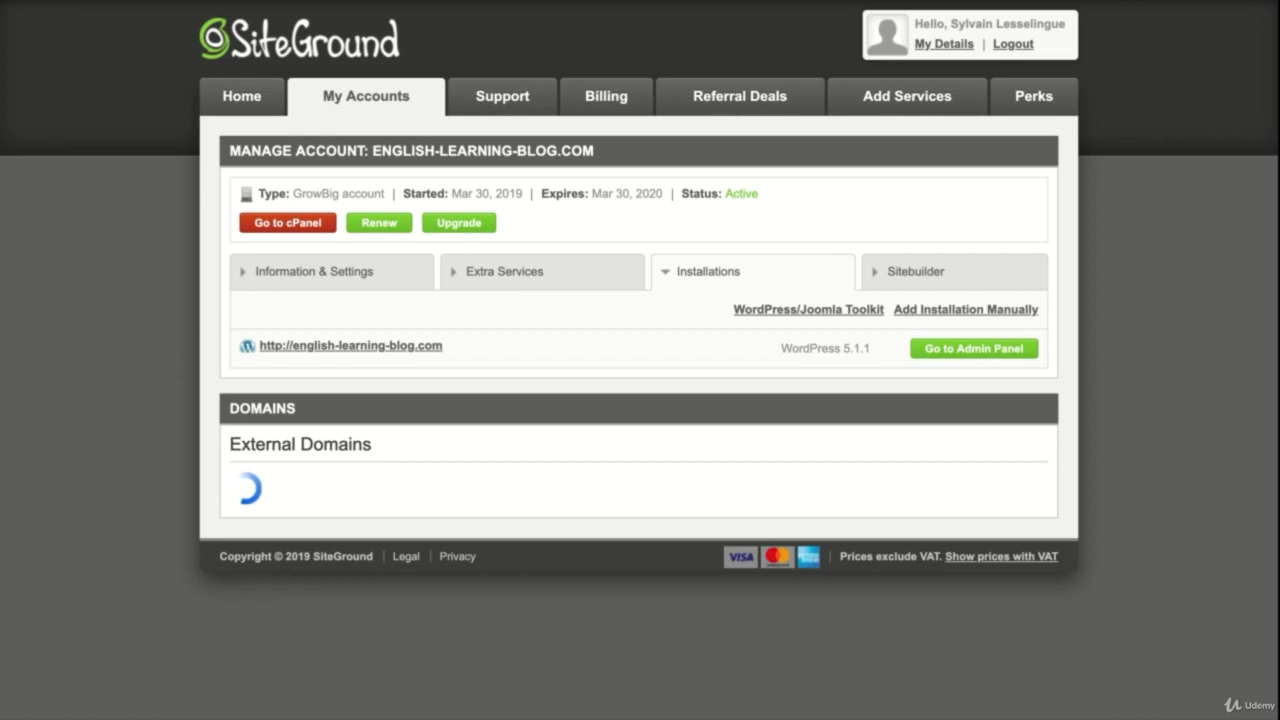 SiteGround
Hello, Sylvain Lesselingue
My Details | Logout
Home My Accounts Support Billing Referral Deals Add Services Perks
MANAGE ACCOUNT: ENGLISH-LEARNING-BLOG.COM
Type: GrowBig account | Started: Mar 30, 2019 | Expires: Mar 30, 2020 | Status: Active
Go to cPanel Renew Upgrade
Information & Settings Extra Services Installations Sitebuilder
WordPress/Joomla Toolkit Add Installation Manually
http://english-learning-blog.com WordPress 5.1.1 Go to Admin Panel
DOMAINS
External Domains
Copyright © 2019 SiteGround | Legal | Privacy VISA | Prices exclude VAT. Show prices with VAT
Udemy